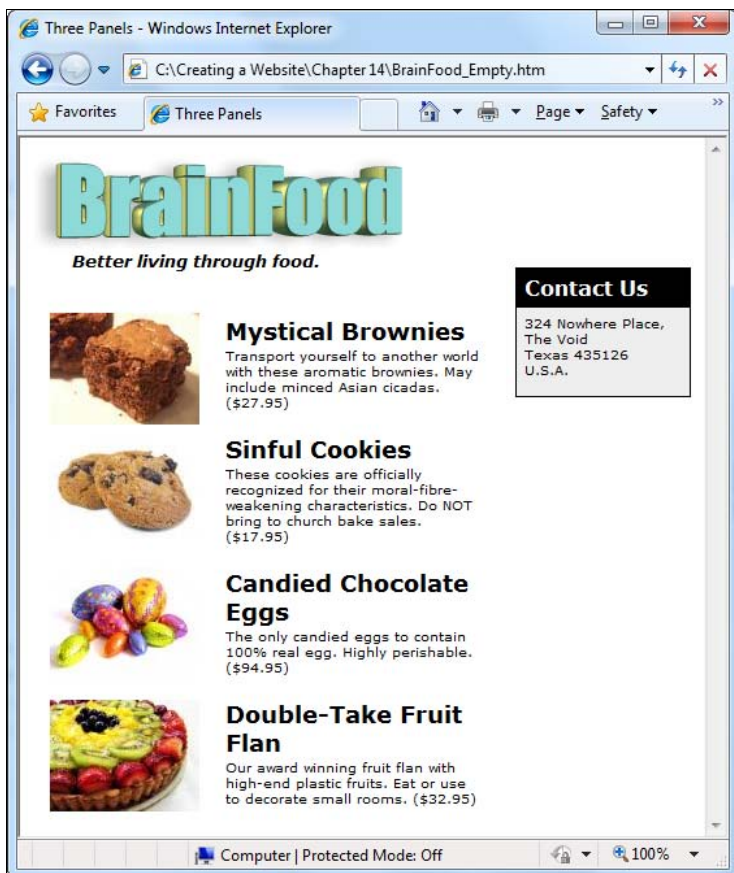 Three Panels - Windows Internet Explorer
C:\Creating a Website\Chapter 14\BrainFood_Empty.htm
Favorites
Three Panels
Page
Safety
»
BrainFood
Better living through food.
Contact Us
324 Nowhere Place,
The Void
Texas 435126
U.S.A.
Mystical Brownies
Transport yourself to another world
with these aromatic brownies. May
include minced Asian cicadas.
($27.95)
Sinful Cookies
These cookies are officially
recognized for their moral-fibre-
weakening characteristics. Do NOT
bring to church bake sales.
($17.95)
Candied Chocolate
Eggs
The only candied eggs to contain
100% real egg. Highly perishable.
($94.95)
Double-Take Fruit
Flan
Our award winning fruit flan with
high-end plastic fruits. Eat or use
to decorate small rooms. ($32.95)
Computer | Protected Mode: Off
100%